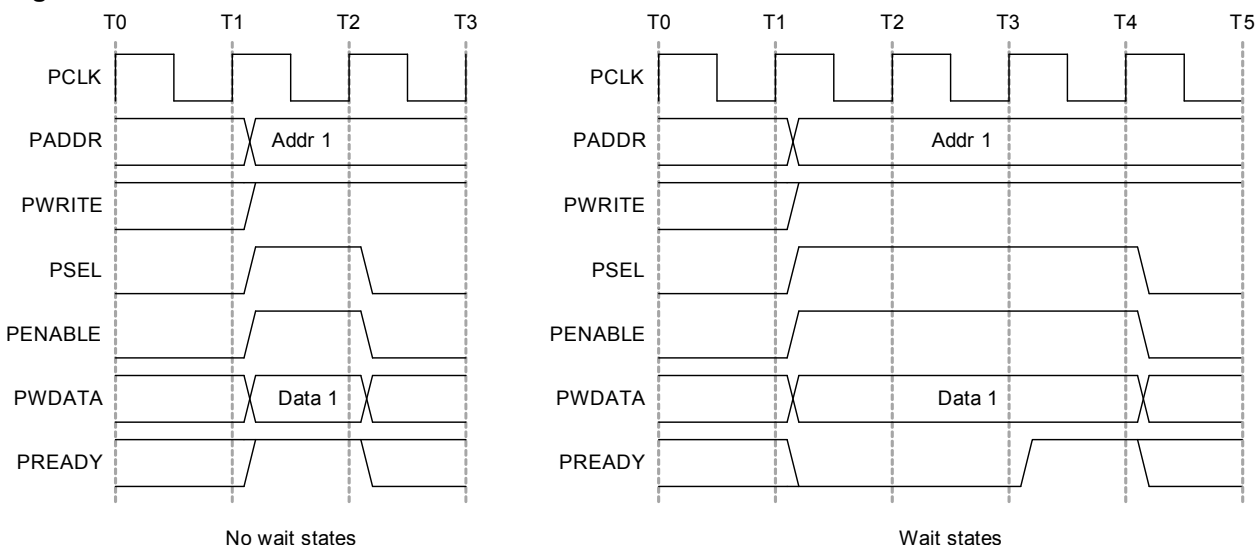 T0 T1 T2 T3
PCLK
PADDR Addr 1
PWRITE
PSEL
PENABLE
PWDATA Data 1
PREADY
No wait states
T0 T1 T2 T3 T4 T5
PCLK
PADDR Addr 1
PWRITE
PSEL
PENABLE
PWDATA Data 1
PREADY
Wait states